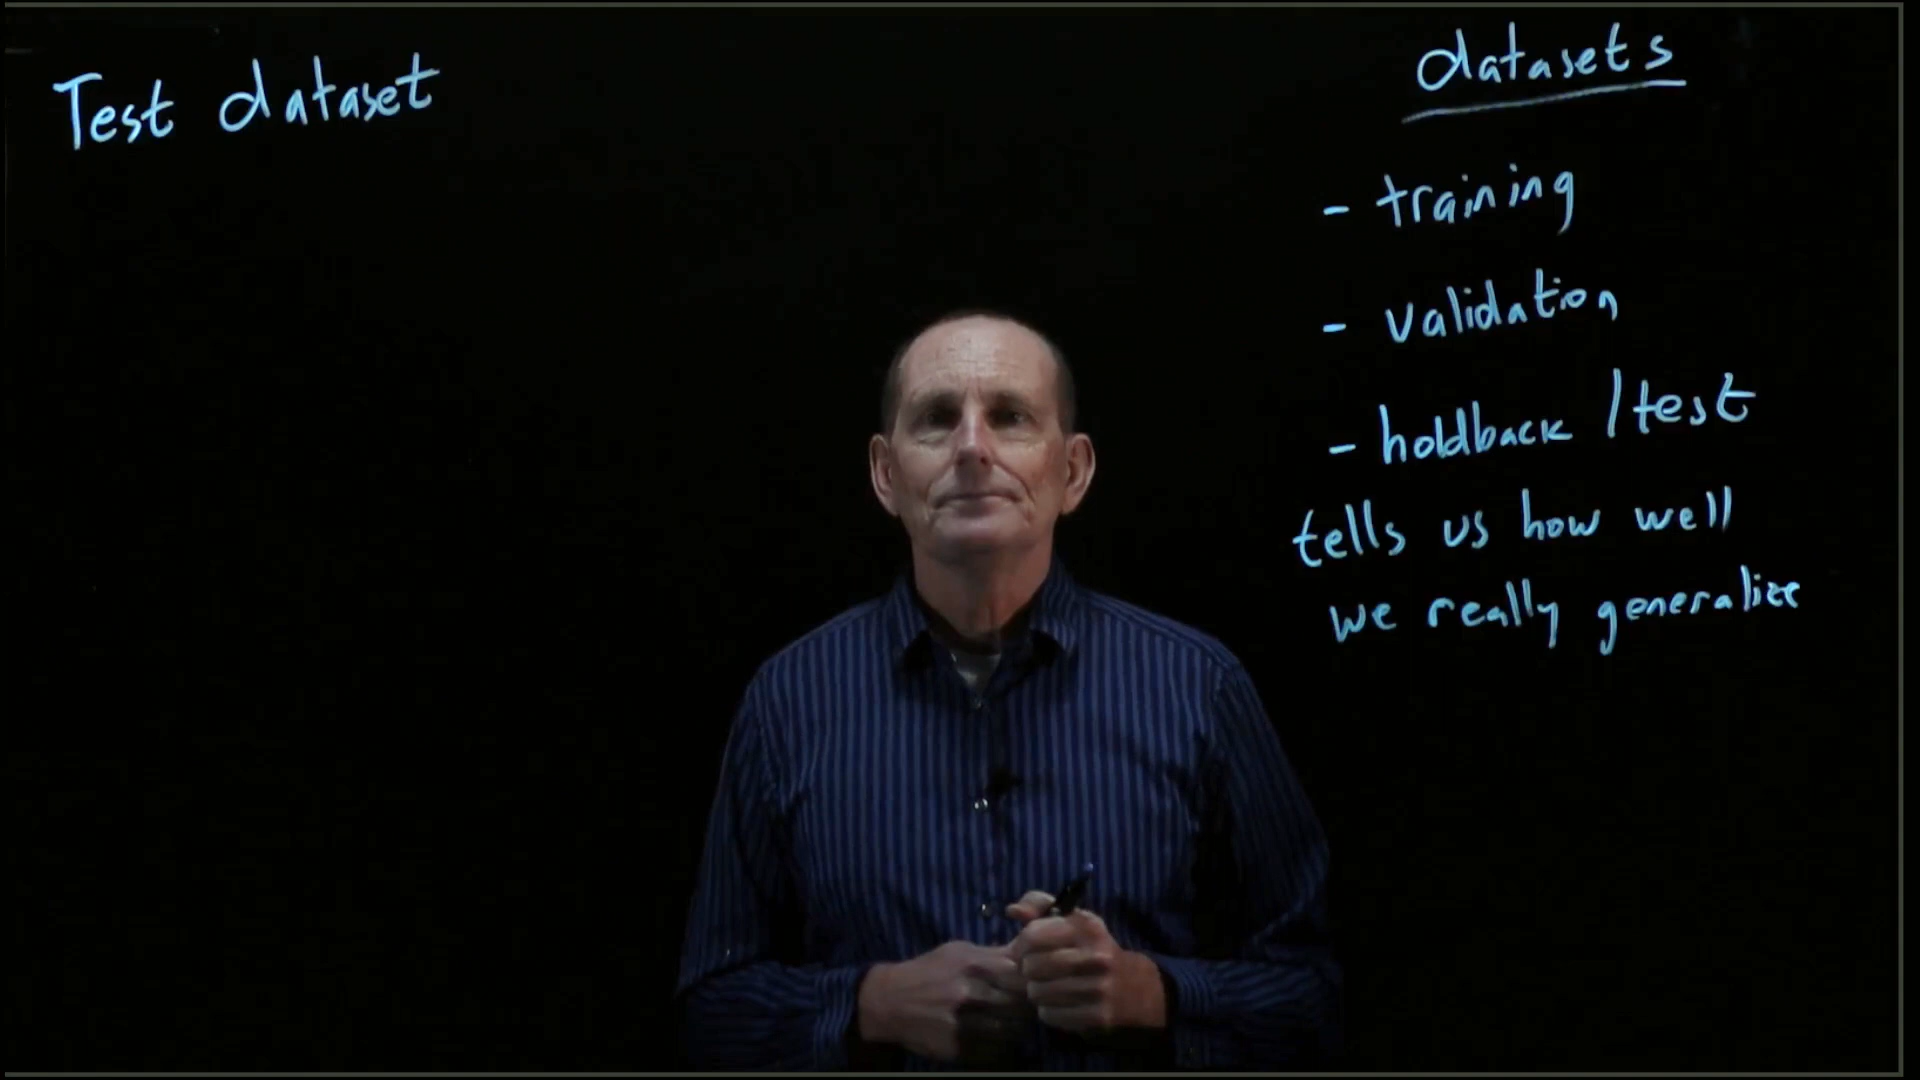 Test dataset
datasets
- training
- validation
- holdback / test
tells us how well
we really generalize